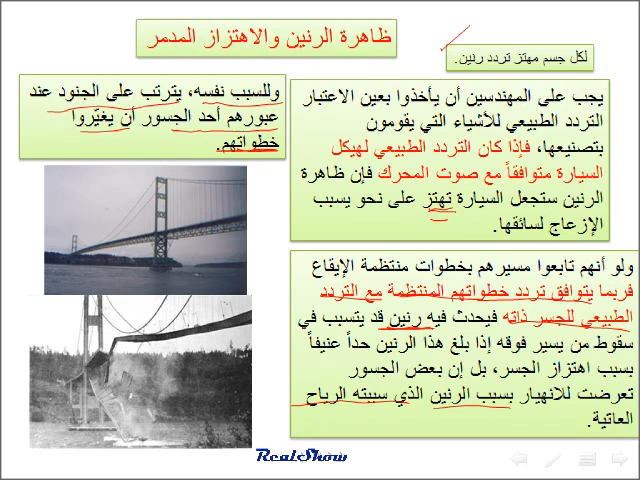 ظاهرة الرنين والاهتزاز المدمر
لكل جسم مهتز تردد رنين.
يجب على المهندسين أن يأخذوا بعين الاعتبار
التردد الطبيعي للأشياء التي يقومون
بتصنيعها، فإذا كان التردد الطبيعي لهيكل
السيارة متوافقاً مع صوت المحرك فإن ظاهرة
الرنين ستجعل السيارة تهتز على نحو يسبب
الإزعاج لسائقها.
وللسبب نفسه، يترتب على الجنود عند
عبورهم أحد الجسور أن يغيّروا
خطواتهم.
ولو أنهم تابعوا مسيرهم بخطوات منتظمة الإيقاع
فربما يتوافق تردد خطواتهم المنتظمة مع التردد
الطبيعي للجسر ذاته فيحدث فيه رنين قد يتسبب في
سقوط من يسير فوقه إذا بلغ هذا الرنين حداً عنيفاً
بسبب اهتزاز الجسر، بل إن بعض الجسور
تعرضت للانهيار بسبب الرنين الذي سببته الرياح
العاتية.
RealShow